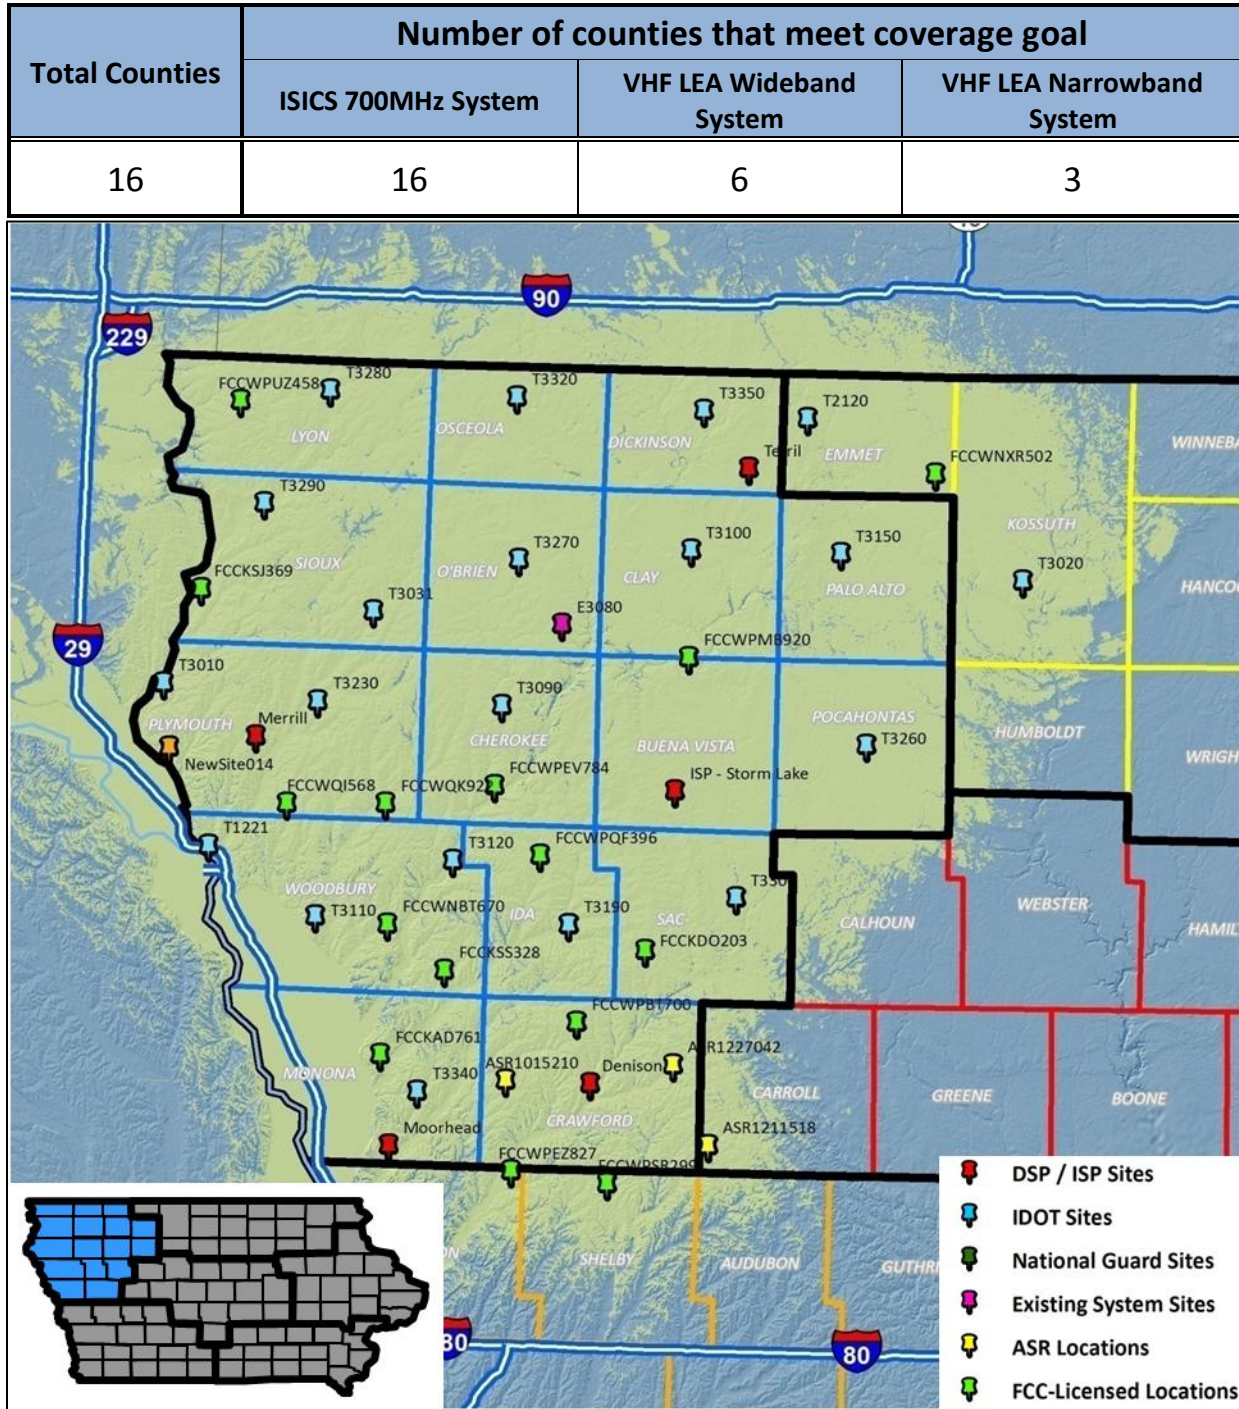 Total Counties
Number of counties that meet coverage goal
ISICS 700MHz System
VHF LEA Wideband System
VHF LEA Narrowband System
16
16
6
3
90
229
29
80
FCCWPUZ458
T3280
T3320
T3350
T2120
LYON
OSCEOLA
DICKINSON
EMMET
FCCWNXR502
WINNEB
T3290
KOSSUTH
T3270
T3100
T3150
T3020
FCCKSJ369
SIOUX
O'BRIEN
CLAY
PALO ALTO
HANCO
T3031
E3080
FCCWPMB920
T3010
T3230
T3090
PLYMOUTH
Merrill
CHEROKEE
BUENA VISTA
POCAHONTAS
T3260
HUMBOLDT
WRIGH
NewSite014
FCCWPEV784
ISP - Storm Lake
FCCWQI568
T1221
T3120
FCCWPQF396
WOODBURY
T3110
FCCWNBT670
IDA
T3190
SAC
CALHOUN
WEBSTER
HAMIL
FCCKSS328
FCCKDO203
FCCWPBT700
FCCKAD761
MONONA
T3340
ASR1015210
Denison
CRAWFORD
CARROLL
GREENE
BOONE
Moorhead
ASR1211518
FCCWPEZ827
SHELBY
AUDUBON
GUTHR
DSP / ISP Sites
IDOT Sites
National Guard Sites
Existing System Sites
ASR Locations
FCC-Licensed Locations
80